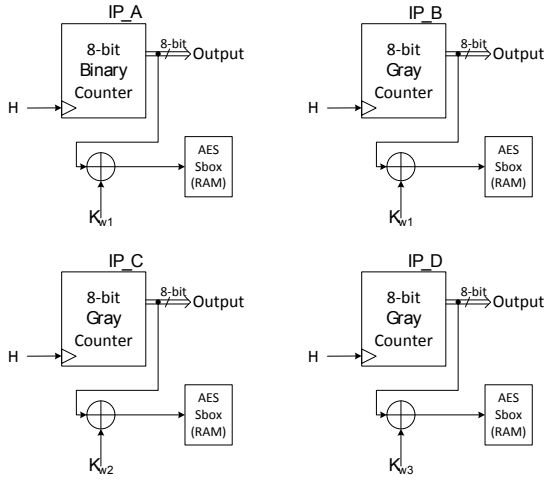 IP_A
8-bit
Binary
Counter
8-bit
Output
H
AES
Sbox
(RAM)
Kw1
IP_B
8-bit
Gray
Counter
8-bit
Output
H
AES
Sbox
(RAM)
Kw1
IP_C
8-bit
Gray
Counter
8-bit
Output
H
AES
Sbox
(RAM)
Kw2
IP_D
8-bit
Gray
Counter
8-bit
Output
H
AES
Sbox
(RAM)
Kw3